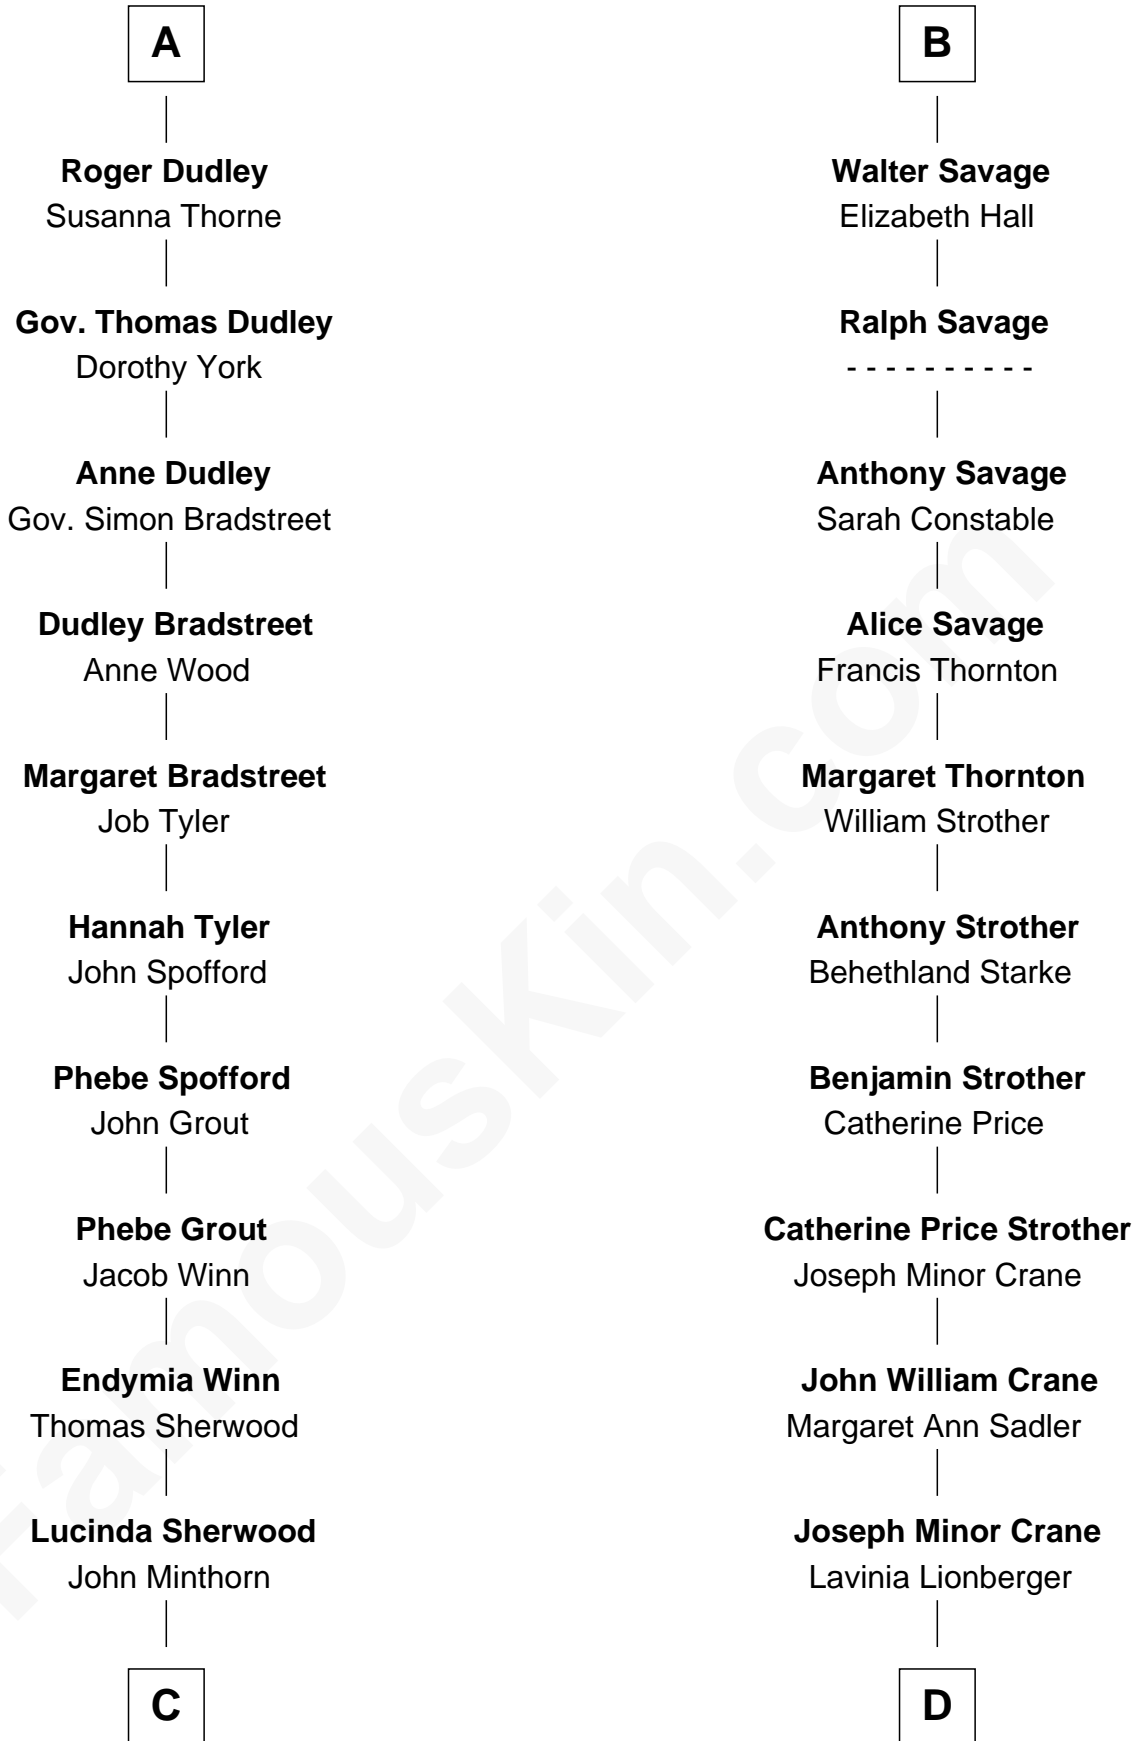 A
Roger Dudley
Susanna Thorne
Gov. Thomas Dudley
Dorothy York
Anne Dudley
Gov. Simon Bradstreet
Dudley Bradstreet
Anne Wood
Margaret Bradstreet
Job Tyler
Hannah Tyler
John Spofford
Phebe Spofford
John Grout
Phebe Grout
Jacob Winn
Endymia Winn
Thomas Sherwood
Lucinda Sherwood
John Minthorn
C
B
Walter Savage
Elizabeth Hall
Ralph Savage
- - - - - - - - - -
Anthony Savage
Sarah Constable
Alice Savage
Francis Thornton
Margaret Thornton
William Strother
Anthony Strother
Behethland Starke
Benjamin Strother
Catherine Price
Catherine Price Strother
Joseph Minor Crane
John William Crane
Margaret Ann Sadler
Joseph Minor Crane
Lavinia Lionberger
D
FamousKin.com